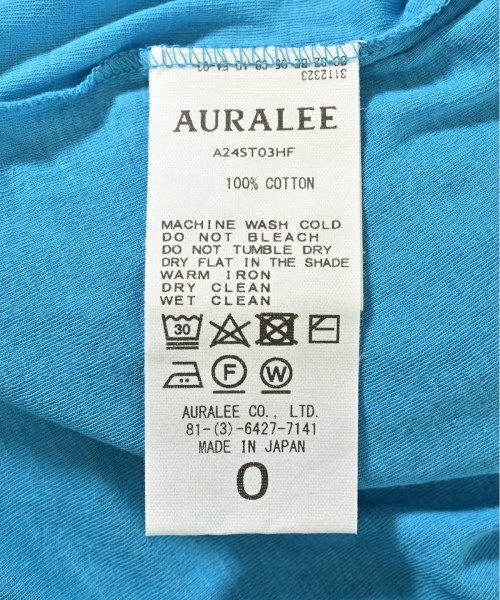 3112323
AURALEE
A24ST03HF
100% COTTON
MACHINE WASH COLD
DO NOT BLEACH
DO NOT TUMBLE DRY
DRY FLAT IN THE SHADE
WARM IRON
DRY CLEAN
WET CLEAN
30
F
W
AURALEE CO., LTD.
81-(3)-6427-7141
MADE IN JAPAN
0